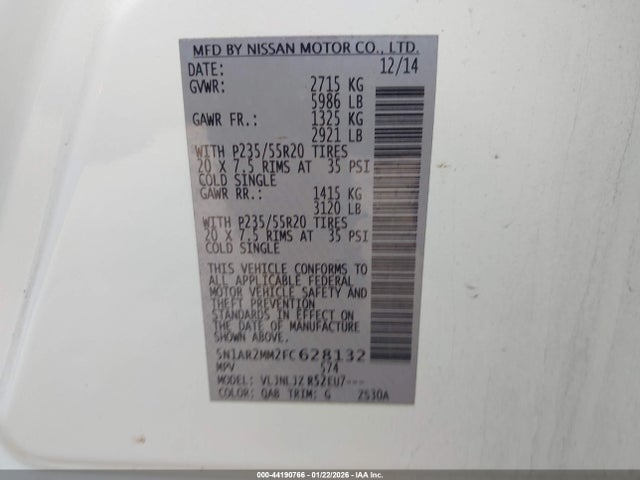 MFD BY NISSAN MOTOR CO., LTD.
DATE: 12/14
GVWR: 2715 KG
5986 LB
GAWR FR.: 1325 KG
2921 LB
WITH P235/55R20 TIRES
20 X 7.5 RIMS AT 35 PSI
COLD SINGLE
GAWR RR.: 1415 KG
3120 LB
WITH P235/55R20 TIRES
20 X 7.5 RIMS AT 35 PSI
COLD SINGLE
THIS VEHICLE CONFORMS TO
ALL APPLICABLE FEDERAL
MOTOR VEHICLE SAFETY AND
THEFT PREVENTION
STANDARDS IN EFFECT ON
THE DATE OF MANUFACTURE
SHOWN ABOVE.
5N1AR2MM2FC628132
MPV 574
MODEL: VLJNLJZ R52EU7---
COLOR: QAB TRIM: G 2S30A
000-44190766 - 01/22/2026 - IAAI.com